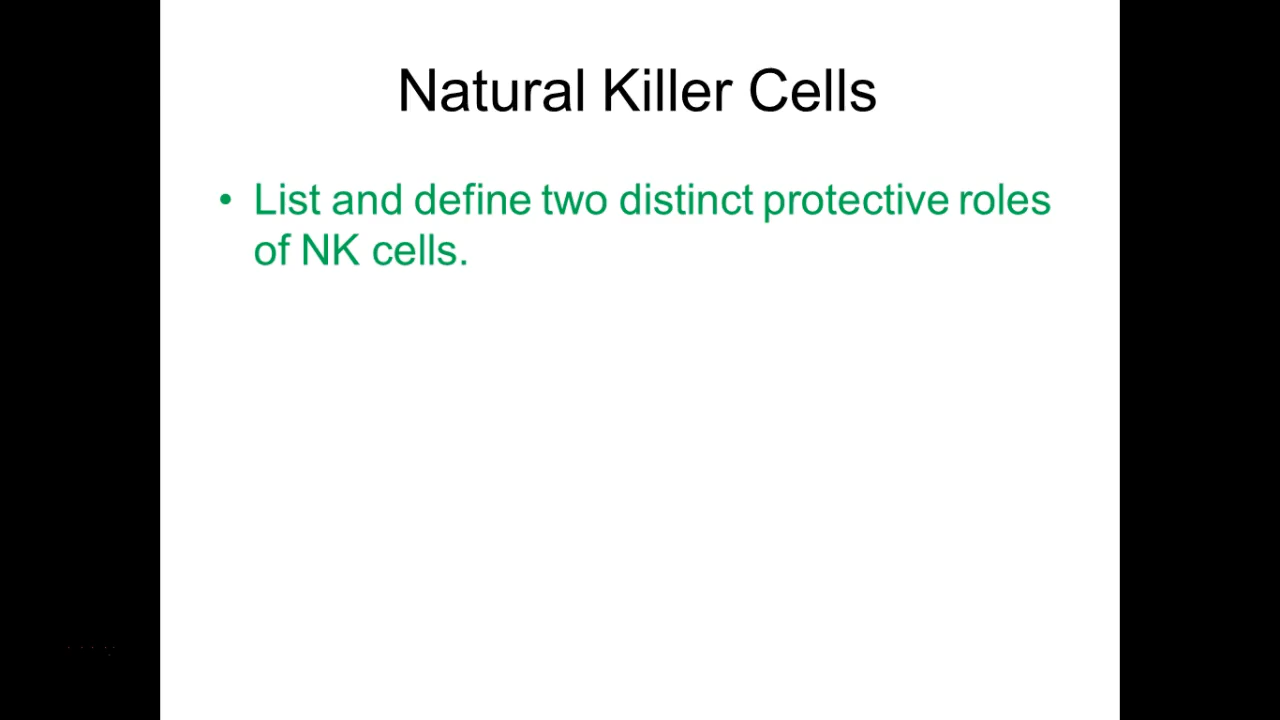 Natural Killer Cells
• List and define two distinct protective roles
of NK cells.